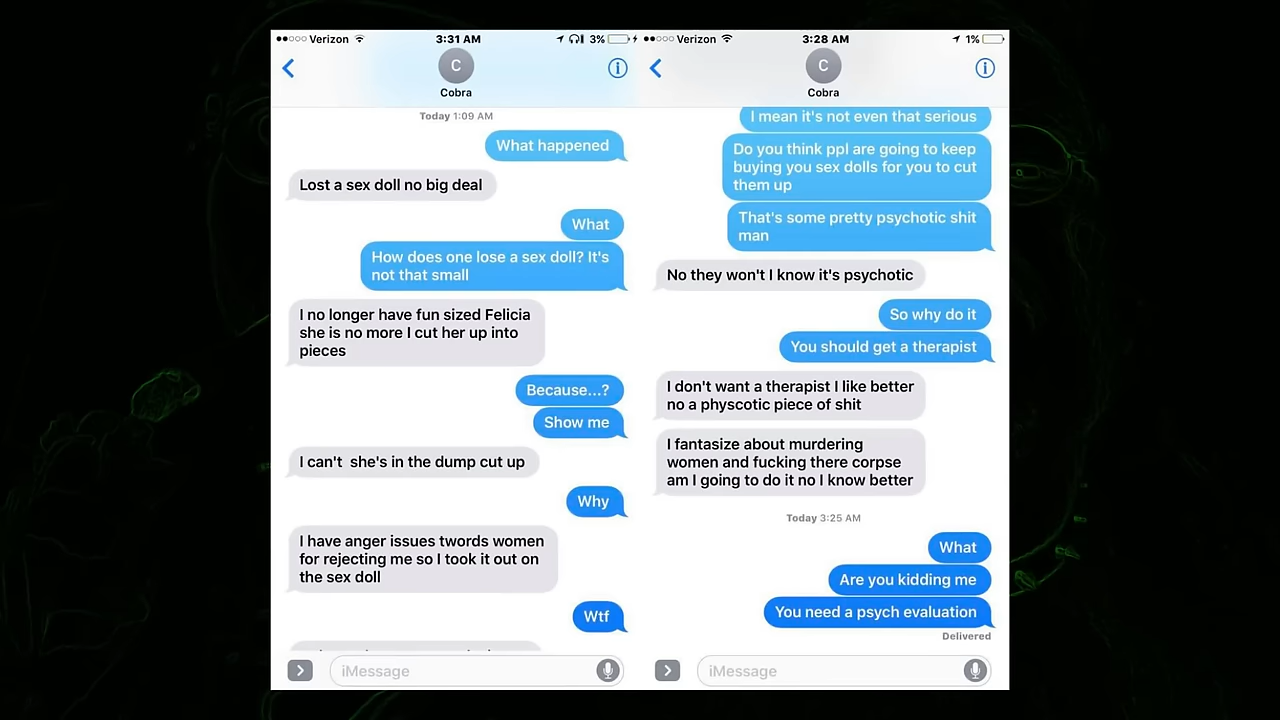 Verizon 3:31 AM 3%
C
Cobra
Today 1:09 AM
What happened
Lost a sex doll no big deal
What
How does one lose a sex doll? It's
not that small
I no longer have fun sized Felicia
she is no more I cut her up into
pieces
Because...?
Show me
I can't she's in the dump cut up
Why
I have anger issues twords women
for rejecting me so I took it out on
the sex doll
Wtf
iMessage
Verizon 3:28 AM 1%
C
Cobra
I mean it's not even that serious
Do you think ppl are going to keep
buying you sex dolls for you to cut
them up
That's some pretty psychotic shit
man
No they won't I know it's psychotic
So why do it
You should get a therapist
I don't want a therapist I like better
no a physcotic piece of shit
I fantasize about murdering
women and fucking there corpse
am I going to do it no I know better
Today 3:25 AM
What
Are you kidding me
You need a psych evaluation
Delivered
iMessage